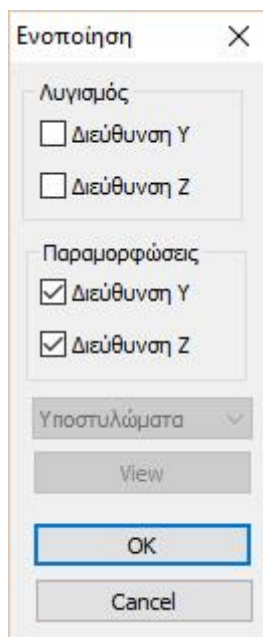 Ενοποίηση
Λυγισμός
Διεύθυνση Υ
Διεύθυνση Ζ
Παραμορφώσεις
Διεύθυνση Υ
Διεύθυνση Ζ
Υποστυλώματα
View
OK
Cancel